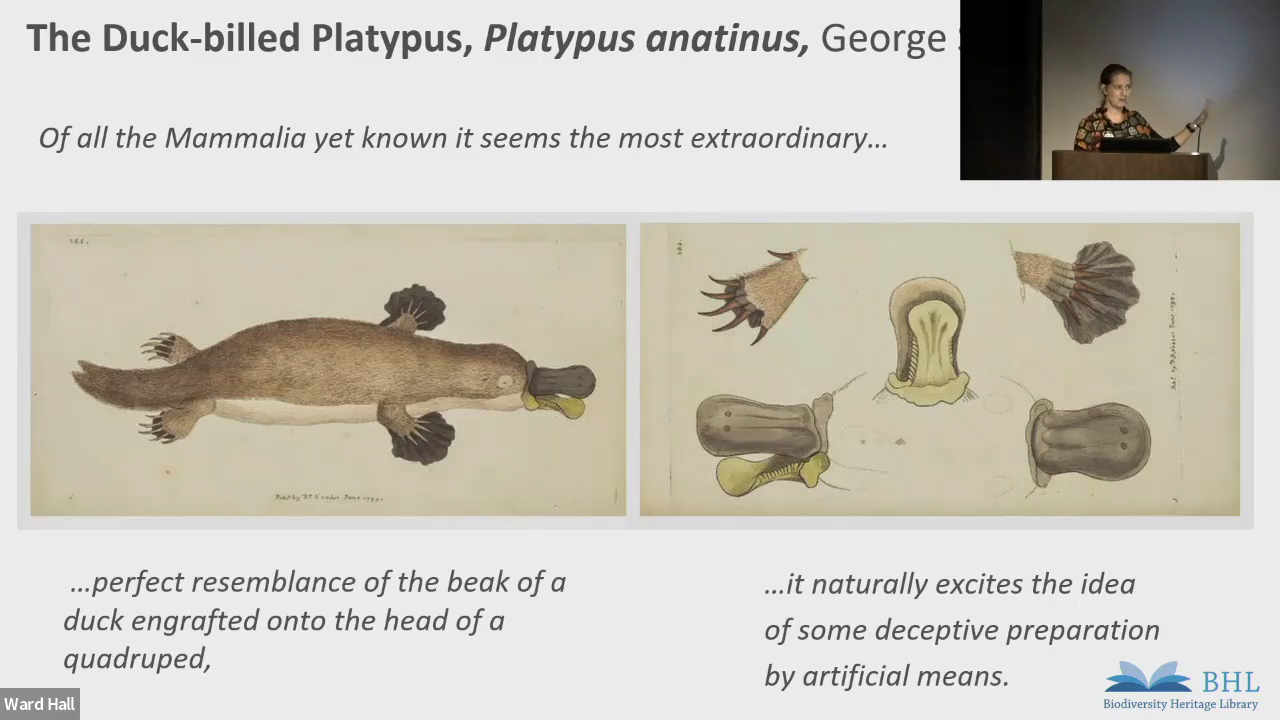 The Duck-billed Platypus, Platypus anatinus, George
Of all the Mammalia yet known it seems the most extraordinary...
...perfect resemblance of the beak of a
duck engrafted onto the head of a
quadruped,
...it naturally excites the idea
of some deceptive preparation
by artificial means.
BHL
Biodiversity Heritage Library
Ward Hall